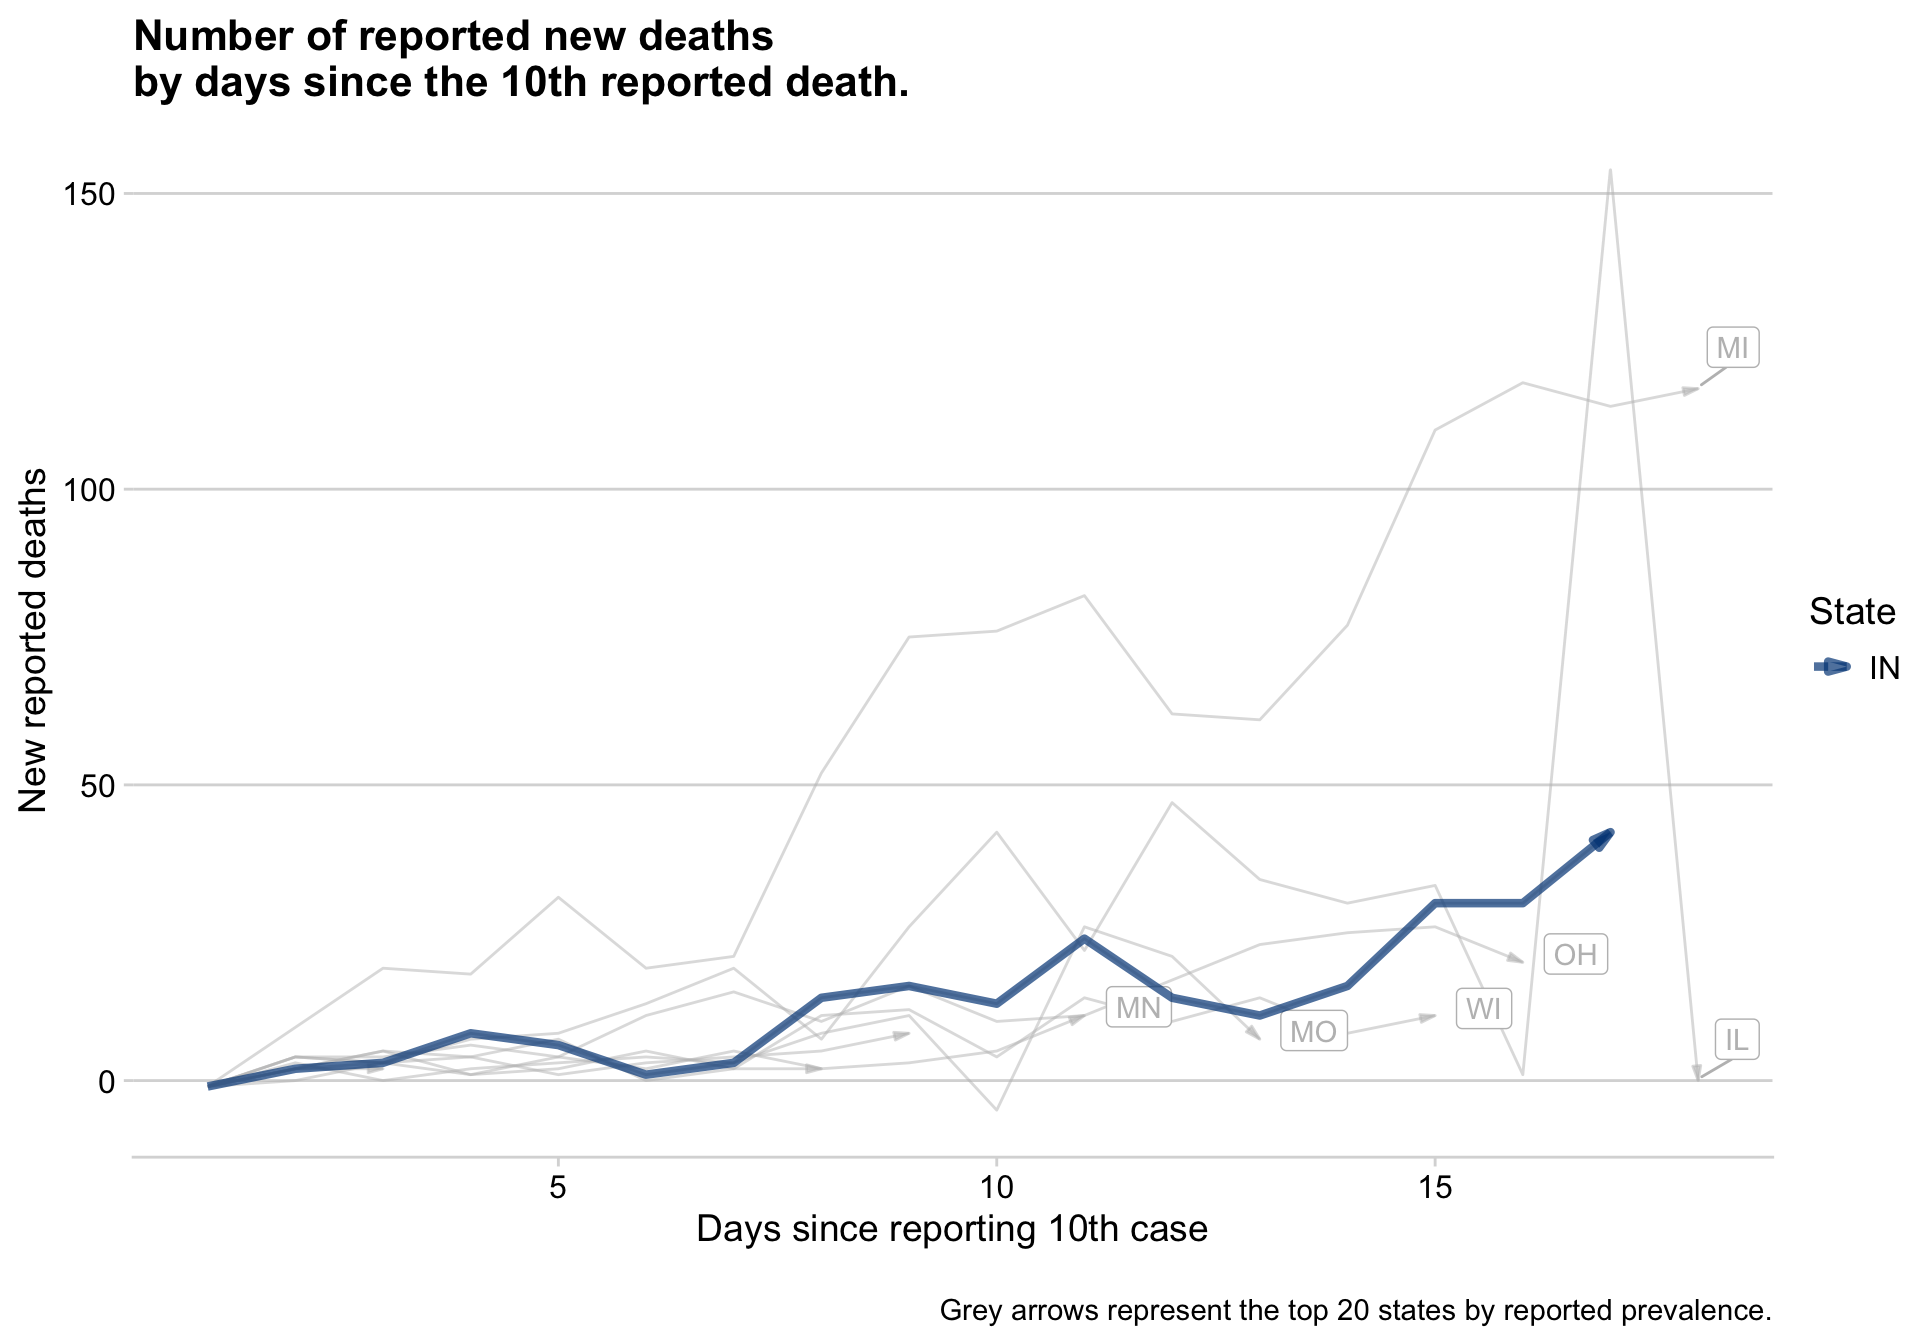 Number of reported new deaths
by days since the 10th reported death.
New reported deaths
150
100
50
0
MI
OH
MN
WI
MO
IL
State
IN
5
10
15
Days since reporting 10th case
Grey arrows represent the top 20 states by reported prevalence.